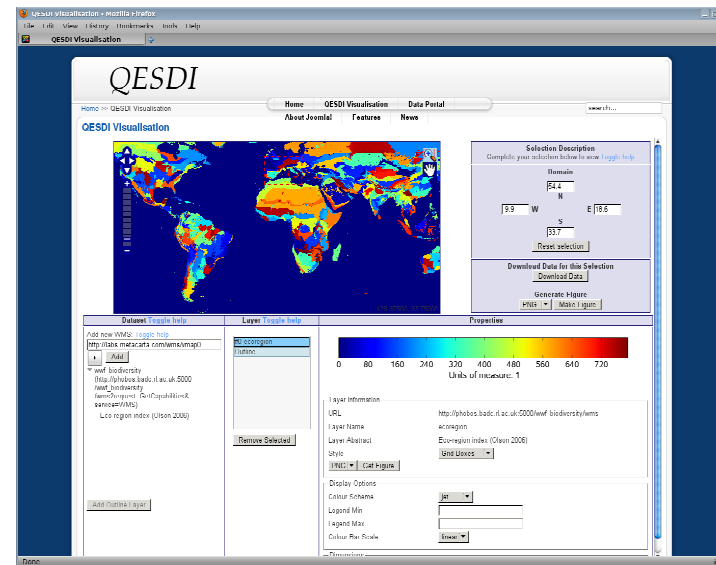 QESDI Visualisation - Mozilla Firefox
File Edit View History Bookmarks Tools Help
QESDI Visualisation
QESDI
Home >> QESDI Visualisation
Home QESDI Visualisation Data Portal
search...
About Joomla! Features News
QESDI Visualisation
Selection Description
Complete your selection below to view Toggle help
Domain
54.4
N
9.9 W E 18.6
S
33.7
Reset selection
Download Data for this Selection
Download Data
Generate Figure
PNG Make Figure
Dataset Toggle help
Layer Toggle help
Properties
Add new WMS: Toggle help
http://labs.metacarta.com/wms/vmap0
Add
wwf_biodiversity
(http://phobos.badc.rl.ac.uk:5000
/wwf_biodiversity
/wms?request=GetCapabilities&
service=WMS)
Eco region index (Olson 2006)
Add Outline Layer
#0 ecoregion
Outline
Remove Selected
0 80 160 240 320 400 480 560 640 720
Units of measure: 1
Layer Information
URL http://phobos.badc.rl.ac.uk:5000/wwf-biodiversity/wms
Layer Name ecoregion
Layer Abstract Eco-region index (Olson 2006)
Style Grid Boxes
PNG Get Figure
Display Options
Colour Scheme jet
Legend Min
Legend Max
Colour Bar Scale linear
Dimensions
Done